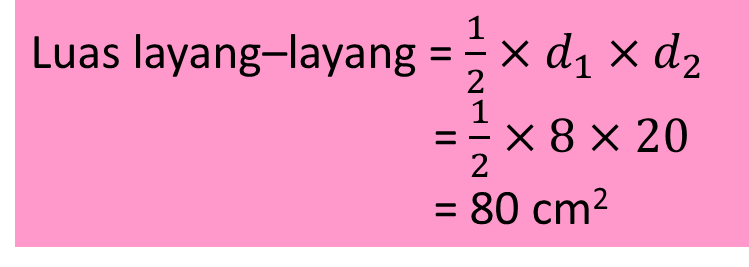 Luas layang–layang = 1/2 × d₁ × d₂
= 1/2 × 8 × 20
= 80 cm²